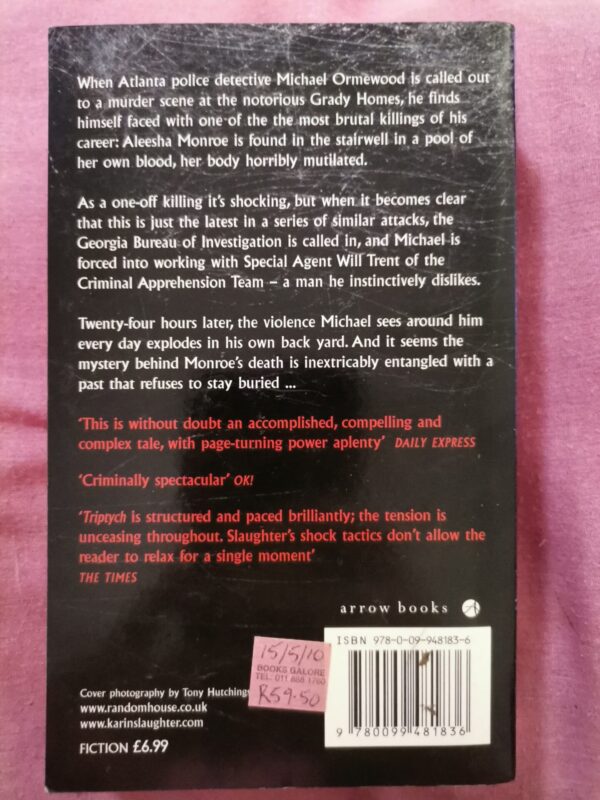 When Atlanta police detective Michael Ormewood is called out
to a murder scene at the notorious Grady Homes, he finds
himself faced with one of the the most brutal killings of his
career: Aleesha Monroe is found in the stairwell in a pool of
her own blood, her body horribly mutilated.
As a one-off killing it's shocking, but when it becomes clear
that this is just the latest in a series of similar attacks, the
Georgia Bureau of Investigation is called in, and Michael is
forced into working with Special Agent Will Trent of the
Criminal Apprehension Team – a man he instinctively dislikes.
Twenty-four hours later, the violence Michael sees around him
every day explodes in his own back yard. And it seems the
mystery behind Monroe's death is inextricably entangled with a
past that refuses to stay buried ...
'This is without doubt an accomplished, compelling and
complex tale, with page-turning power aplenty' DAILY EXPRESS
'Criminally spectacular' OK!
'Triptych is structured and paced brilliantly; the tension is
unceasing throughout. Slaughter's shock tactics don't allow the
reader to relax for a single moment'
THE TIMES
arrow books
ISBN 978-0-09-948183-6
15/5/10
BOOKS GALORE
TEL: 011
R59.50
Cover photography by Tony Hutchings
www.randomhouse.co.uk
www.karinslaughter.com
FICTION £6.99
9 780099 481836